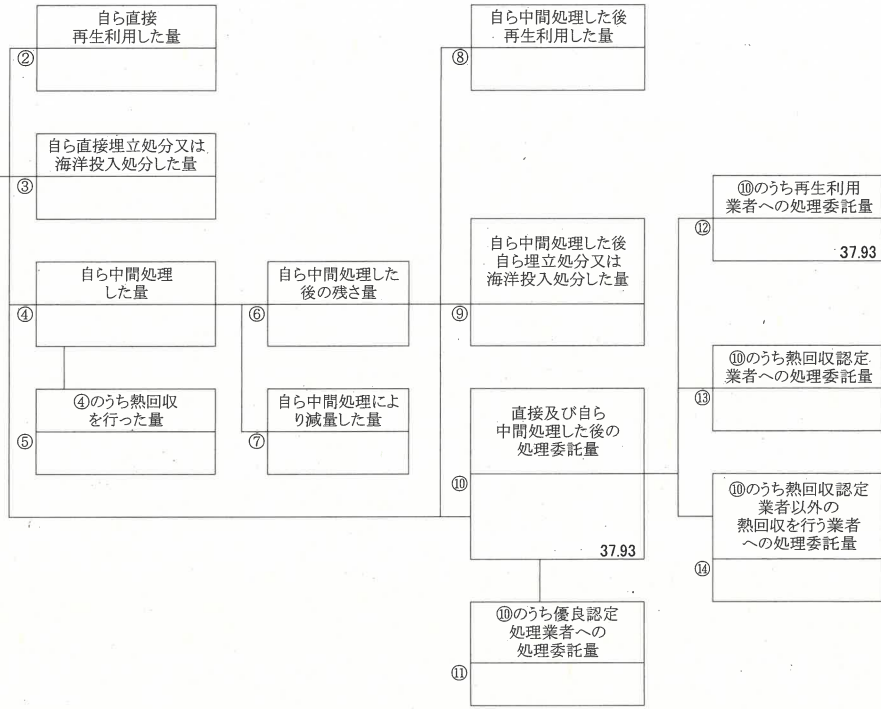 自ら直接
再生利用した量
②
自ら直接埋立処分又は
海洋投入処分した量
③
自ら中間処理
した量
④
④のうち熱回収
を行った量
⑤
自ら中間処理した
後の残さ量
⑥
自ら中間処理によ
り減量した量
⑦
自ら中間処理した後
再生利用した量
⑧
自ら中間処理した後
自ら埋立処分又は
海洋投入処分した量
⑨
直接及び自ら
中間処理した後の
処理委託量
⑩
37.93
⑩のうち優良認定
処理業者への
処理委託量
⑪
⑩のうち再生利用
業者への処理委託量
⑫
37.93
⑩のうち熱回収認定
業者への処理委託量
⑬
⑩のうち熱回収認定
業者以外の
熱回収を行う業者
への処理委託量
⑭